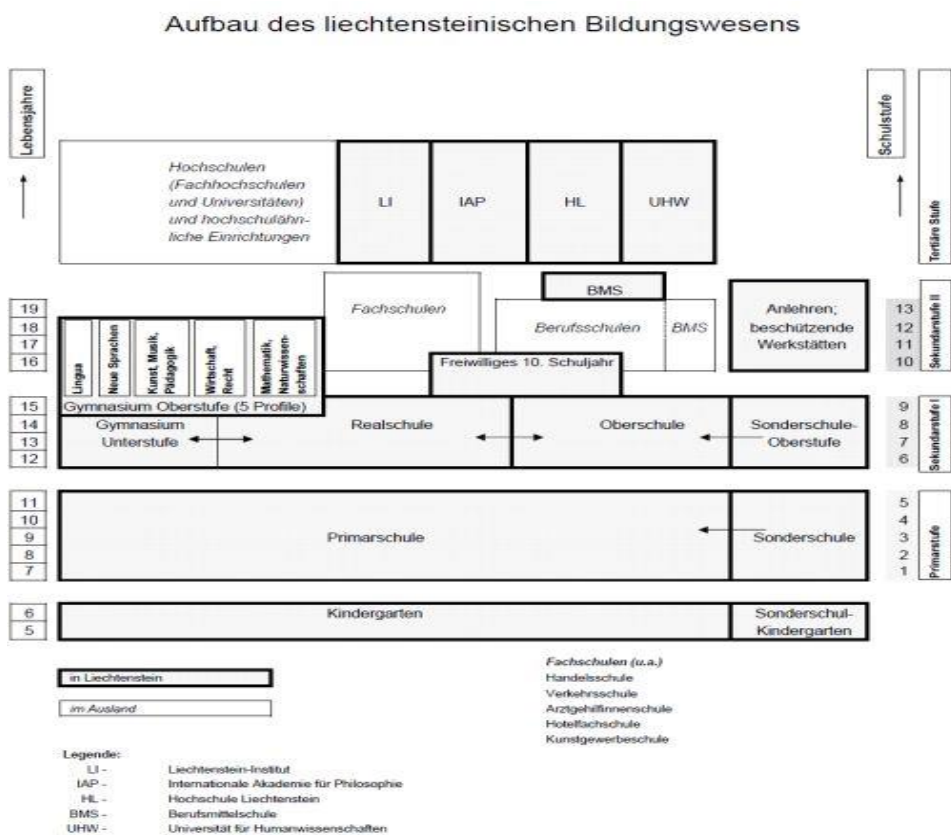 Aufbau des liechtensteinischen Bildungswesens
Lebensjahre
Schulstufe
Tertiäre Stufe
Hochschulen
(Fachhochschulen
und Universitäten)
und hochschulähn-
liche Einrichtungen
LI
IAP
HL
UHW
BMS
Fachschulen
Berufsschulen
BMS
Anlehren;
beschützende
Werkstätten
19
18
17
16
13
12
11
10
Sekundarstufe II
Lingua
Neue Sprachen
Kunst, Musik,
Pädagogik
Wirtschaft,
Recht
Mathematik,
Naturwissen-
schaften
Freiwilliges 10. Schuljahr
Gymnasium Oberstufe (5 Profile)
15
14
13
12
Gymnasium
Unterstufe
Realschule
Oberschule
Sonderschule-
Oberstufe
9
8
7
6
Sekundarstufe I
11
10
9
8
7
Primarschule
Sonderschule
5
4
3
2
1
Primarstufe
6
5
Kindergarten
Sonderschul-
Kindergarten
in Liechtenstein
im Ausland
Fachschulen (u.a.)
Handelsschule
Verkehrsschule
Arztgehilfinnenschule
Hotelfachschule
Kunstgewerbeschule
Legende:
LI - Liechtenstein-Institut
IAP - Internationale Akademie für Philosophie
HL - Hochschule Liechtenstein
BMS - Berufsmittelschule
UHW - Universität für Humanwissenschaften